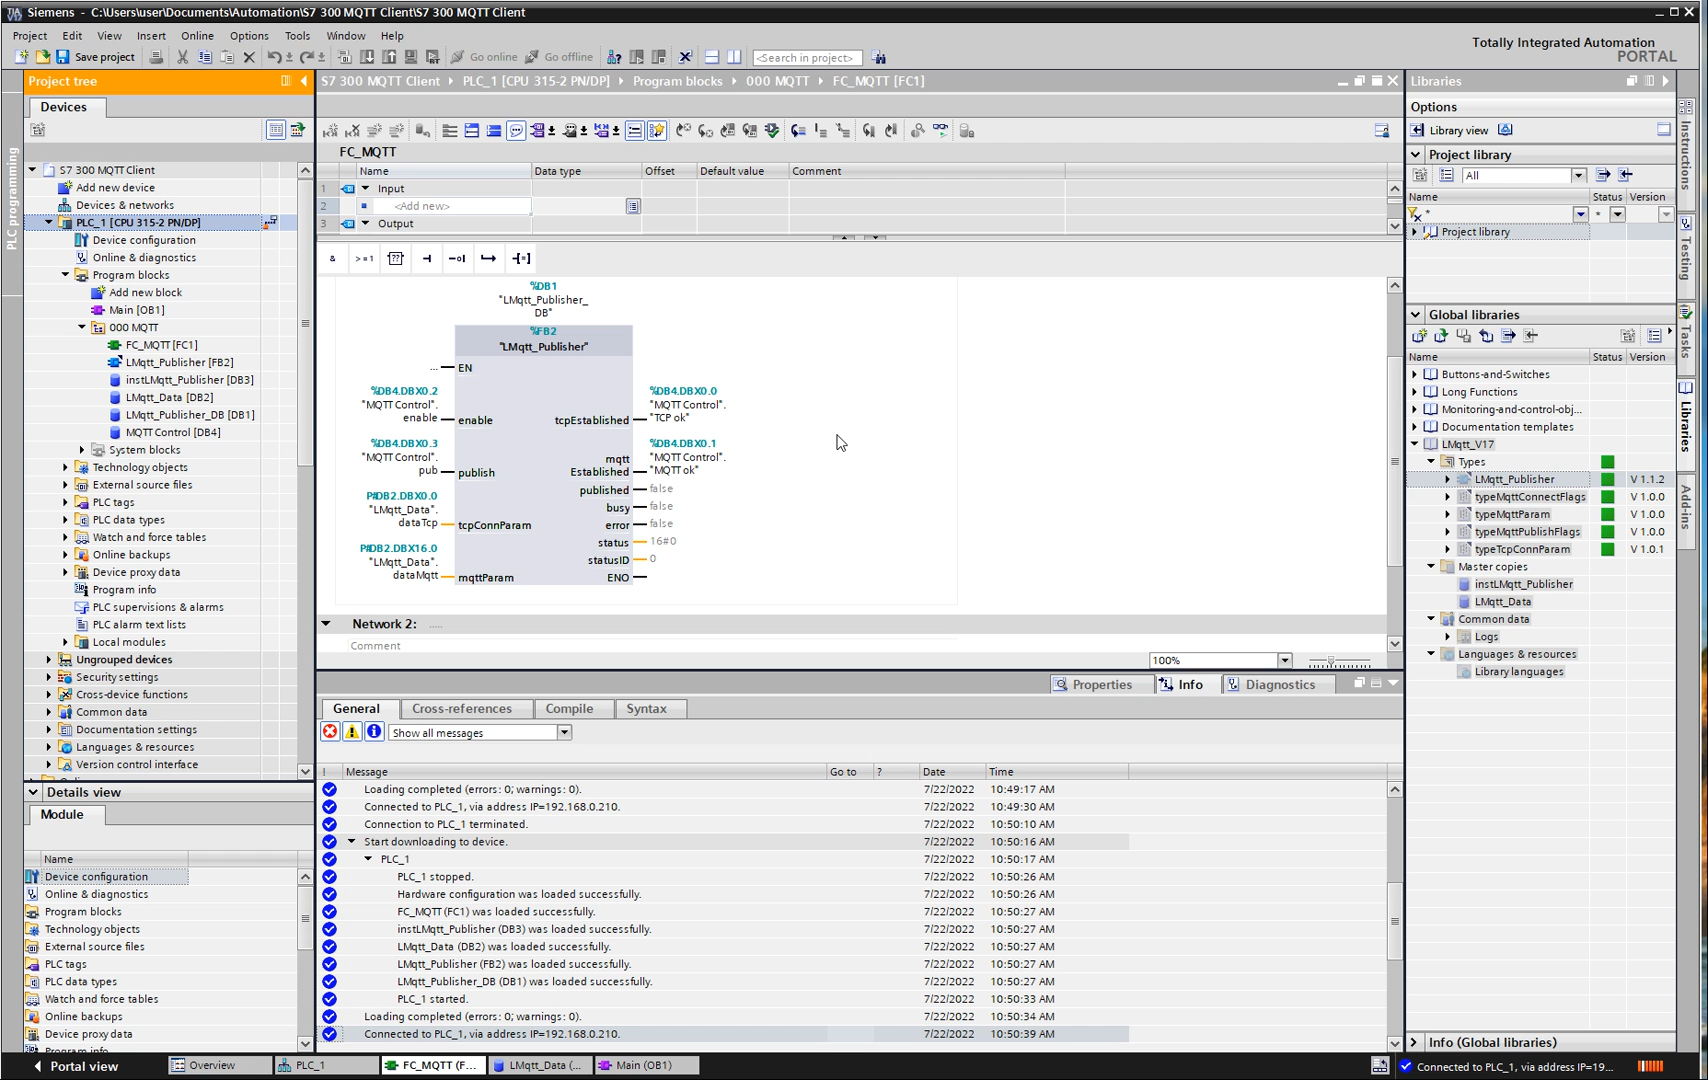 Siemens - C:\Users\user\Documents\Automation\S7 300 MQTT Client\S7 300 MQTT Client
Project Edit View Insert Online Options Tools Window Help
Save project
Go online
Go offline
<Search in project>
Totally Integrated Automation
PORTAL
Project tree
Devices
PLC programming
S7 300 MQTT Client
Add new device
Devices & networks
PLC_1 [CPU 315-2 PN/DP]
Device configuration
Online & diagnostics
Program blocks
Add new block
Main [OB1]
000 MQTT
FC_MQTT [FC1]
LMqtt_Publisher [FB2]
instLMqtt_Publisher [DB3]
LMqtt_Data [DB2]
LMqtt_Publisher_DB [DB1]
MQTT Control [DB4]
System blocks
Technology objects
External source files
PLC tags
PLC data types
Watch and force tables
Online backups
Device proxy data
Program info
PLC supervisions & alarms
PLC alarm text lists
Local modules
Ungrouped devices
Security settings
Cross-device functions
Common data
Documentation settings
Languages & resources
Version control interface
Details view
Module
Name
Device configuration
Online & diagnostics
Program blocks
Technology objects
External source files
PLC tags
PLC data types
Watch and force tables
Online backups
Device proxy data
Program info
S7 300 MQTT Client PLC_1 [CPU 315-2 PN/DP] Program blocks 000 MQTT FC_MQTT [FC1]
FC_MQTT
Name Data type Offset Default value Comment
1 Input
2 <Add new>
3 Output
& >=1 ??
%DB1
"LMqtt_Publisher_
DB"
%FB2
"LMqtt_Publisher"
... EN
%DB4.DBX0.2
"MQTT Control".
enable
enable
%DB4.DBX0.3
"MQTT Control".
pub
publish
P#DB2.DBX0.0
"LMqtt_Data".
dataTcp
tcpConnParam
P#DB2.DBX16.0
"LMqtt_Data".
dataMqtt
mqttParam
tcpEstablished
%DB4.DBX0.0
"MQTT Control".
"TCP ok"
mqtt
Established
%DB4.DBX0.1
"MQTT Control".
"MQTT ok"
published false
busy false
error false
status 16#0
statusID 0
ENO
Network 2: .....
Comment
100%
Properties
Info
Diagnostics
General Cross-references Compile Syntax
Show all messages
! Message Go to ? Date Time
Loading completed (errors: 0; warnings: 0). 7/22/2022 10:49:17 AM
Connected to PLC_1, via address IP=192.168.0.210. 7/22/2022 10:49:30 AM
Connection to PLC_1 terminated. 7/22/2022 10:50:10 AM
Start downloading to device. 7/22/2022 10:50:16 AM
PLC_1 7/22/2022 10:50:17 AM
PLC_1 stopped. 7/22/2022 10:50:26 AM
Hardware configuration was loaded successfully. 7/22/2022 10:50:26 AM
FC_MQTT (FC1) was loaded successfully. 7/22/2022 10:50:27 AM
instLMqtt_Publisher (DB3) was loaded successfully. 7/22/2022 10:50:27 AM
LMqtt_Data (DB2) was loaded successfully. 7/22/2022 10:50:27 AM
LMqtt_Publisher (FB2) was loaded successfully. 7/22/2022 10:50:27 AM
LMqtt_Publisher_DB (DB1) was loaded successfully. 7/22/2022 10:50:27 AM
PLC_1 started. 7/22/2022 10:50:33 AM
Loading completed (errors: 0; warnings: 0). 7/22/2022 10:50:34 AM
Connected to PLC_1, via address IP=192.168.0.210. 7/22/2022 10:50:39 AM
Libraries
Options
Library view
Project library
All
Name Status Version
* *
Project library
Global libraries
Name Status Version
Buttons-and-Switches
Long Functions
Monitoring-and-control-obj...
Documentation templates
LMqtt_V17
Types
LMqtt_Publisher V 1.1.2
typeMqttConnectFlags V 1.0.0
typeMqttParam V 1.0.0
typeMqttPublishFlags V 1.0.0
typeTcpConnParam V 1.0.1
Master copies
instLMqtt_Publisher
LMqtt_Data
Common data
Logs
Languages & resources
Library languages
Info (Global libraries)
Instructions
Testing
Tasks
Libraries
Add-ins
Portal view
Overview
PLC_1
FC_MQTT (F...
LMqtt_Data (...
Main (OB1)
Connected to PLC_1, via address IP=19...